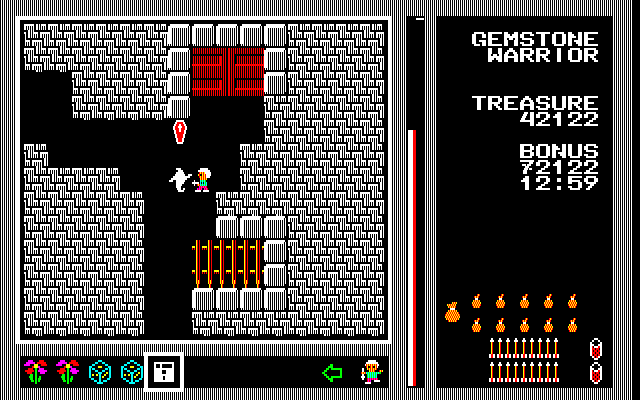 GEMSTONE
WARRIOR
TREASURE
42122
BONUS
72122
12:59